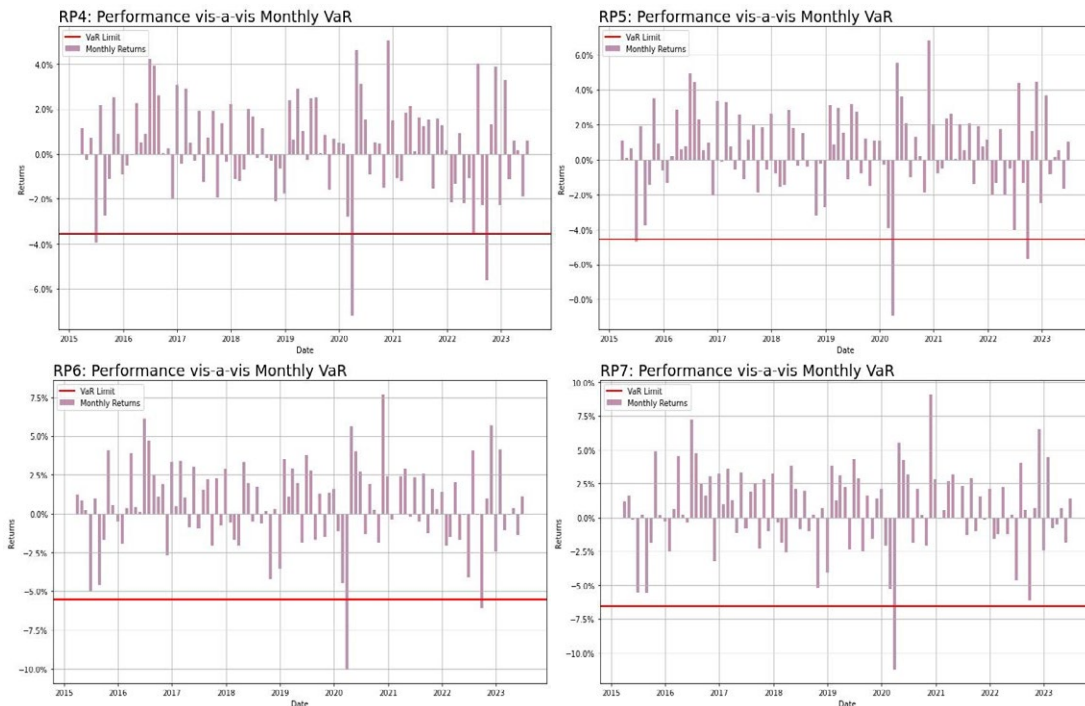 RP4: Performance vis-a-vis Monthly VaR
VaR Limit
Monthly Returns
4.0%
2.0%
0.0%
−2.0%
−4.0%
−6.0%
Returns
2015 2016 2017 2018 2019 2020 2021 2022 2023
Date
RP5: Performance vis-a-vis Monthly VaR
VaR Limit
Monthly Returns
6.0%
4.0%
2.0%
0.0%
−2.0%
−4.0%
−6.0%
−8.0%
Returns
2015 2016 2017 2018 2019 2020 2021 2022 2023
Date
RP6: Performance vis-a-vis Monthly VaR
VaR Limit
Monthly Returns
7.5%
5.0%
2.5%
0.0%
−2.5%
−5.0%
−7.5%
−10.0%
Returns
2015 2016 2017 2018 2019 2020 2021 2022 2023
Date
RP7: Performance vis-a-vis Monthly VaR
VaR Limit
Monthly Returns
10.0%
7.5%
5.0%
2.5%
0.0%
−2.5%
−5.0%
−7.5%
−10.0%
Returns
2015 2016 2017 2018 2019 2020 2021 2022 2023
Date